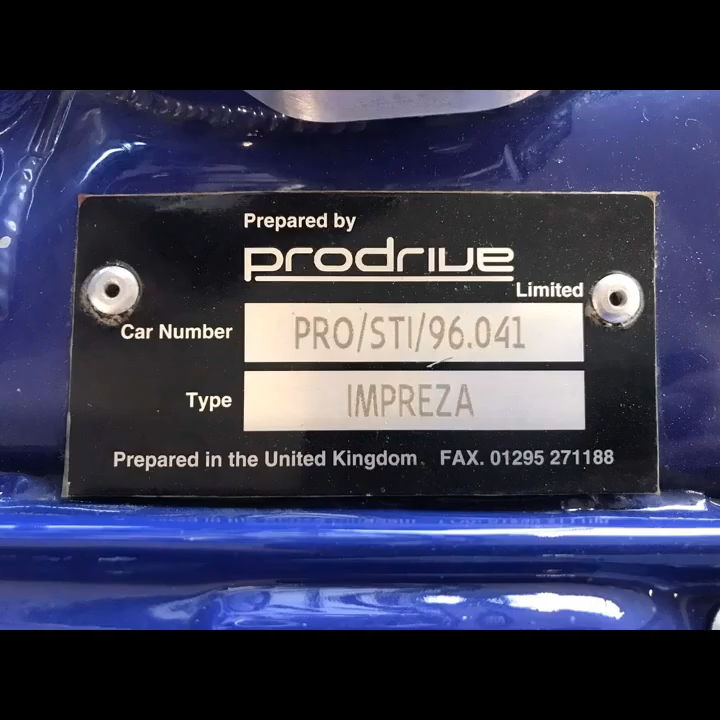 Prepared by
prodrive
Limited
Car Number PRO/STI/96.041
Type IMPREZA
Prepared in the United Kingdom. FAX. 01295 271188